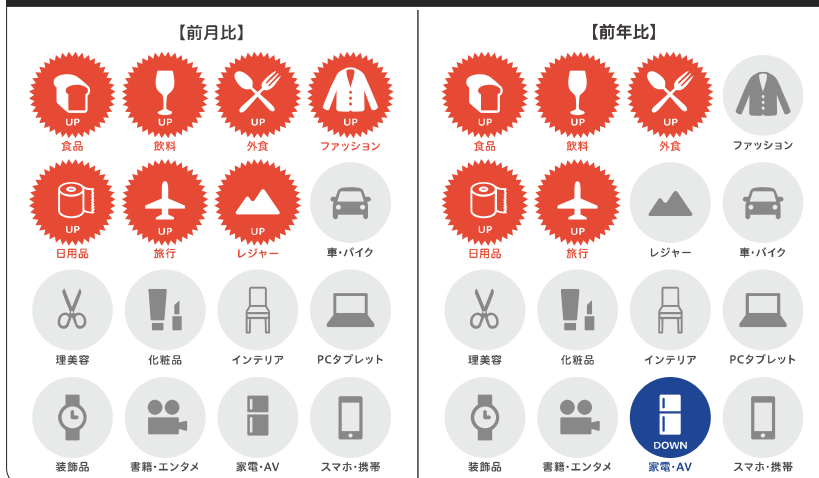 【前月比】
UP UP UP UP
食品 飲料 外食 ファッション
UP UP UP
日用品 旅行 レジャー 車・バイク
理美容 化粧品 インテリア PCタブレット
装飾品 書籍・エンタメ 家電・AV スマホ・携帯
【前年比】
UP UP UP
食品 飲料 外食 ファッション
UP UP
日用品 旅行 レジャー 車・バイク
理美容 化粧品 インテリア PCタブレット
DOWN
装飾品 書籍・エンタメ 家電・AV スマホ・携帯